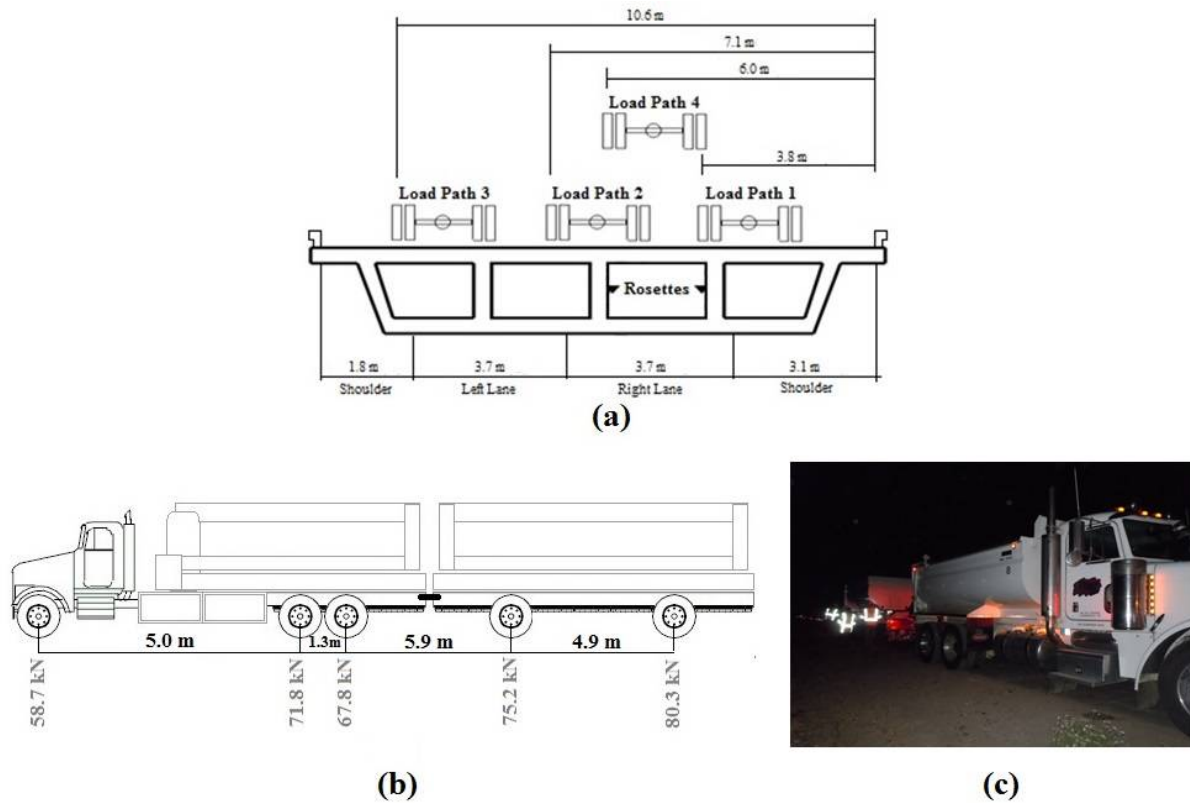 10.6 m
7.1 m
6.0 m
Load Path 4
3.8 m
Load Path 3 Load Path 2 Load Path 1
Rosettes
1.8 m 3.7 m 3.7 m 3.1 m
Shoulder Left Lane Right Lane Shoulder
(a)
5.0 m 1.3m 5.9 m 4.9 m
58.7 kN 71.8 kN 67.8 kN 75.2 kN 80.3 kN
(b) (c)